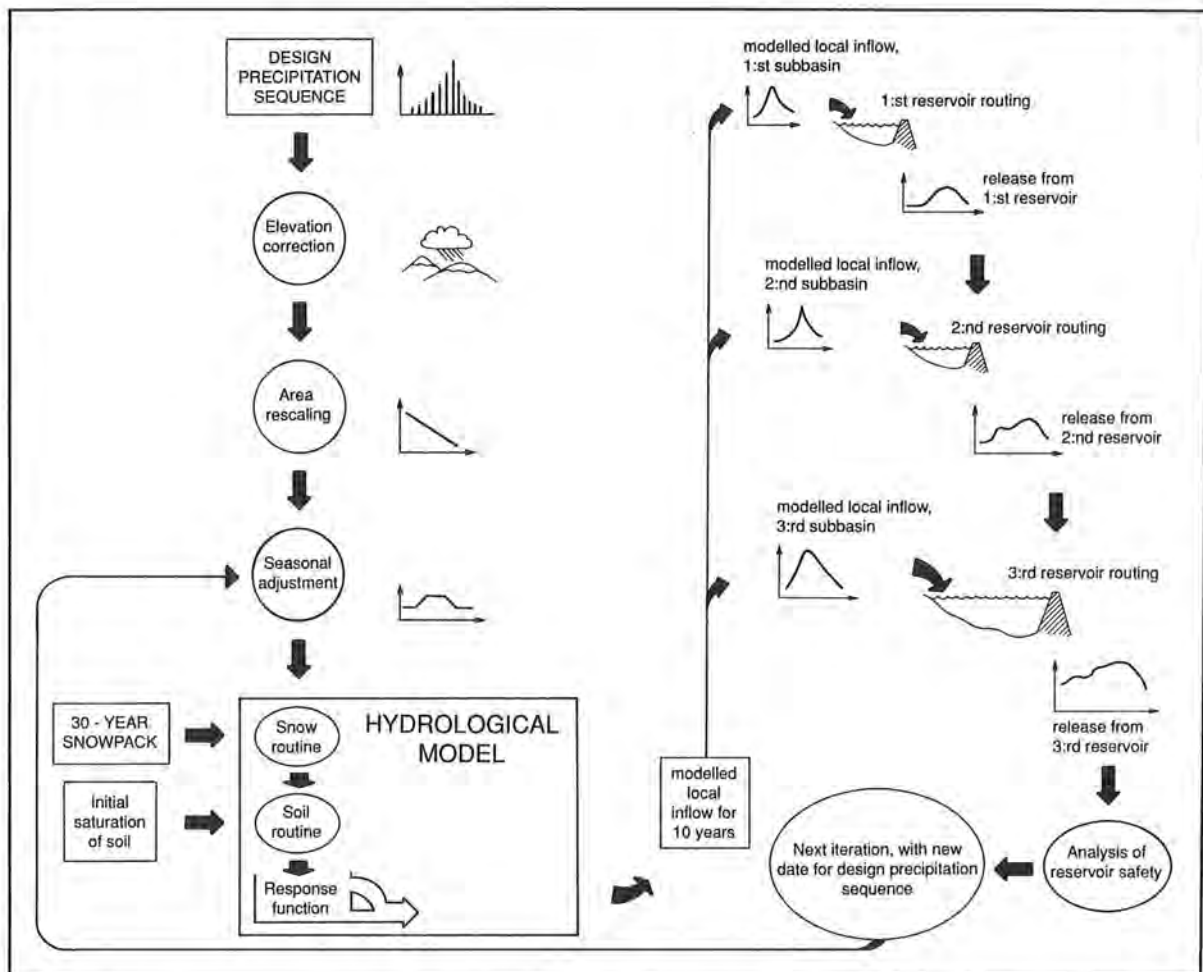 DESIGN
PRECIPITATION
SEQUENCE
Elevation
correction
Area
rescaling
Seasonal
adjustment
30 - YEAR
SNOWPACK
Initial
saturation
of soil
HYDROLOGICAL
MODEL
Snow
routine
Soil
routine
Response
function
modelled
local
inflow for
10 years
modelled local inflow,
1:st subbasin
1:st reservoir routing
release from
1:st reservoir
modelled local inflow,
2:nd subbasin
2:nd reservoir routing
release from
2:nd reservoir
modelled local inflow,
3:rd subbasin
3:rd reservoir routing
release from
3:rd reservoir
Analysis of
reservoir safety
Next iteration, with new
date for design precipitation
sequence